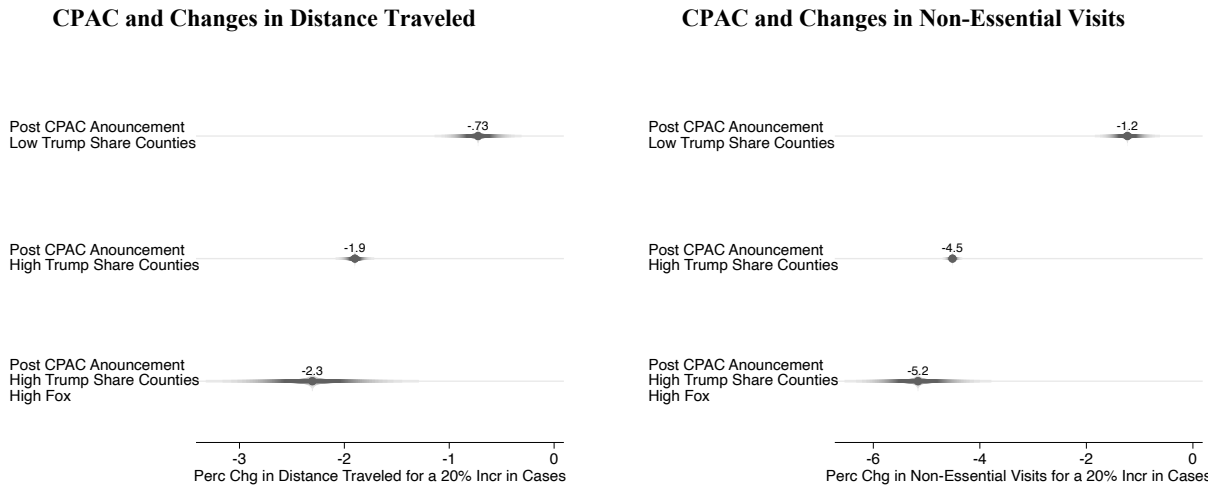 CPAC and Changes in Distance Traveled
Post CPAC Anouncement
Low Trump Share Counties
-.73
Post CPAC Anouncement
High Trump Share Counties
-1.9
Post CPAC Anouncement
High Trump Share Counties
High Fox
-2.3
-3 -2 -1 0
Perc Chg in Distance Traveled for a 20% Incr in Cases
CPAC and Changes in Non-Essential Visits
Post CPAC Anouncement
Low Trump Share Counties
-1.2
Post CPAC Anouncement
High Trump Share Counties
-4.5
Post CPAC Anouncement
High Trump Share Counties
High Fox
-5.2
-6 -4 -2 0
Perc Chg in Non-Essential Visits for a 20% Incr in Cases